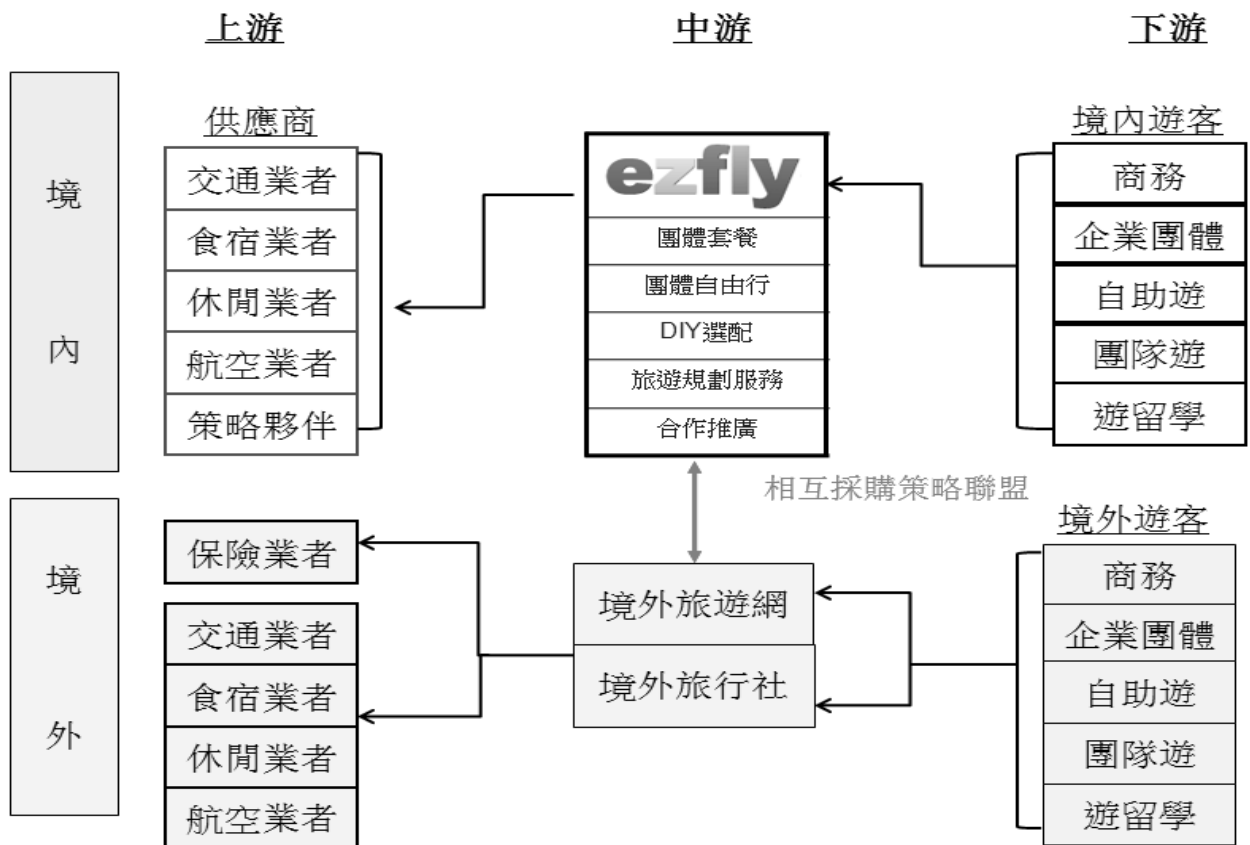 上游
中游
下游
境內
供應商
交通業者
食宿業者
休閒業者
航空業者
策略夥伴
ezfly
團體套餐
團體自由行
DIY選配
旅遊規劃服務
合作推廣
境內遊客
商務
企業團體
自助遊
團隊遊
遊留學
相互採購策略聯盟
境外
保險業者
交通業者
食宿業者
休閒業者
航空業者
境外旅遊網
境外旅行社
境外遊客
商務
企業團體
自助遊
團隊遊
遊留學